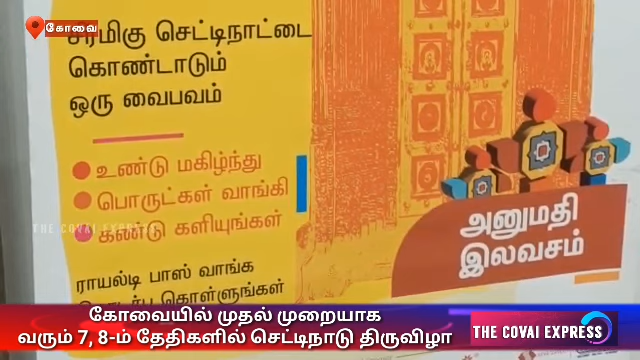 கோவை
சீர்மிகு செட்டிநாட்டை
கொண்டாடும்
ஒரு வைபவம்
உண்டு மகிழ்ந்து
பொருட்கள் வாங்கி
கண்டு களியுங்கள்
THE COVAI EXPRESS
அனுமதி
இலவசம்
ராயல்டி பாஸ் வாங்க
கொள்ளுங்கள்
கோவையில் முதல் முறையாக
வரும் 7, 8-ம் தேதிகளில் செட்டிநாடு திருவிழா
THE COVAI EXPRESS